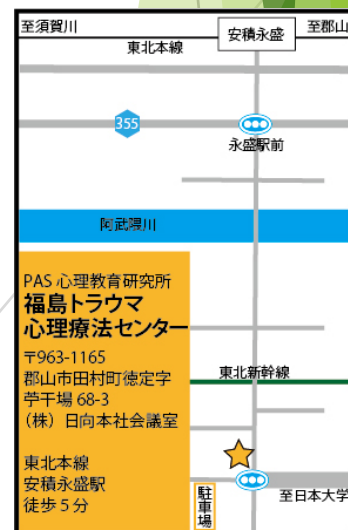 至須賀川
安積永盛
至郡山
東北本線
355
永盛駅前
阿武隈川
PAS 心理教育研究所
福島トラウマ
心理療法センター
〒963-1165
郡山市田村町徳定字
苧干場 68-3
（株）日向本社会議室
東北本線
安積永盛駅
徒歩 5 分
東北新幹線
駐車場
至日本大学